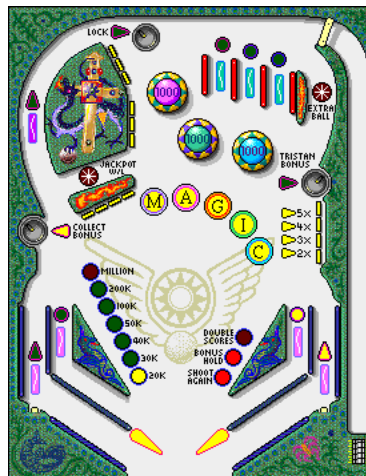 LOCK
1000
EXTRA
BALL
1000
1000
TRISTAN
BONUS
JACKPOT
W/L
M A G I C
5X
4X
3X
2X
COLLECT
BONUS
MILLION
200K
100K
50K
40K
30K
20K
DOUBLE
SCORES
BONUS
HOLD
SHOOT
AGAIN